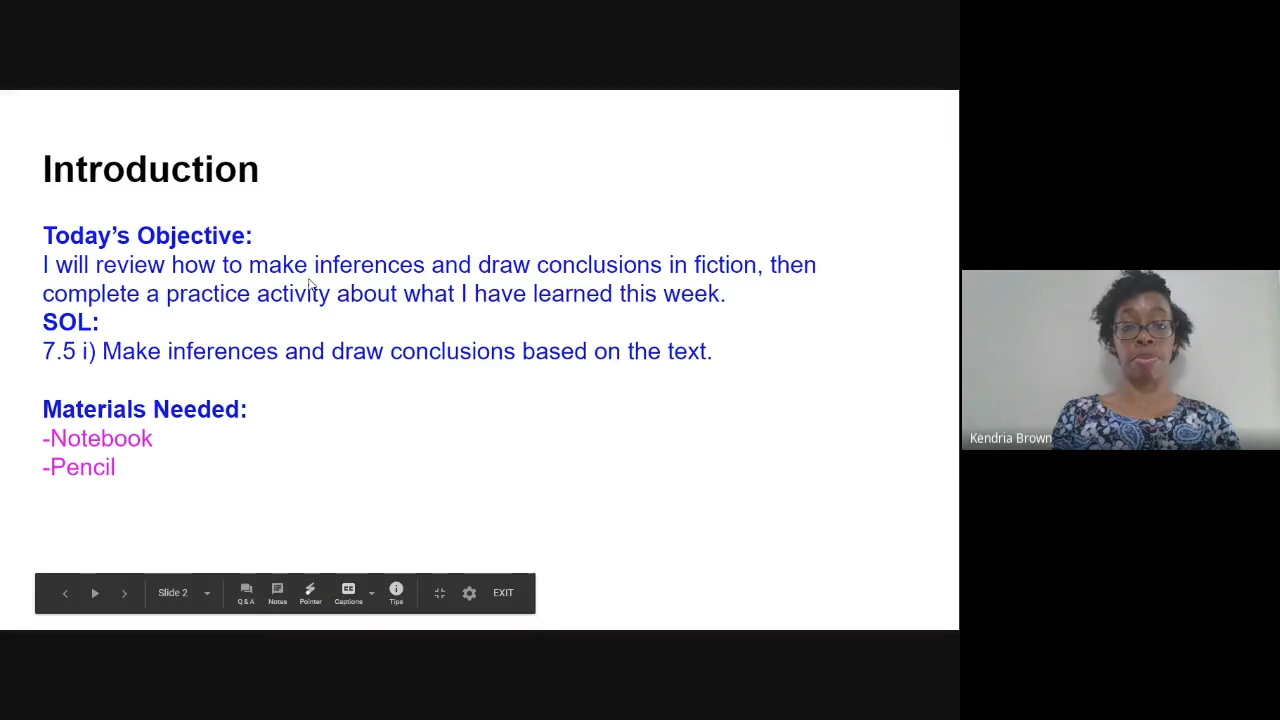 Introduction
Today's Objective:
I will review how to make inferences and draw conclusions in fiction, then
complete a practice activity about what I have learned this week.
SOL:
7.5 i) Make inferences and draw conclusions based on the text.
Materials Needed:
-Notebook
-Pencil
Kendria Brown
Slide 2
Q & A
Notes
Pointer
CC
Captions
Tips
EXIT